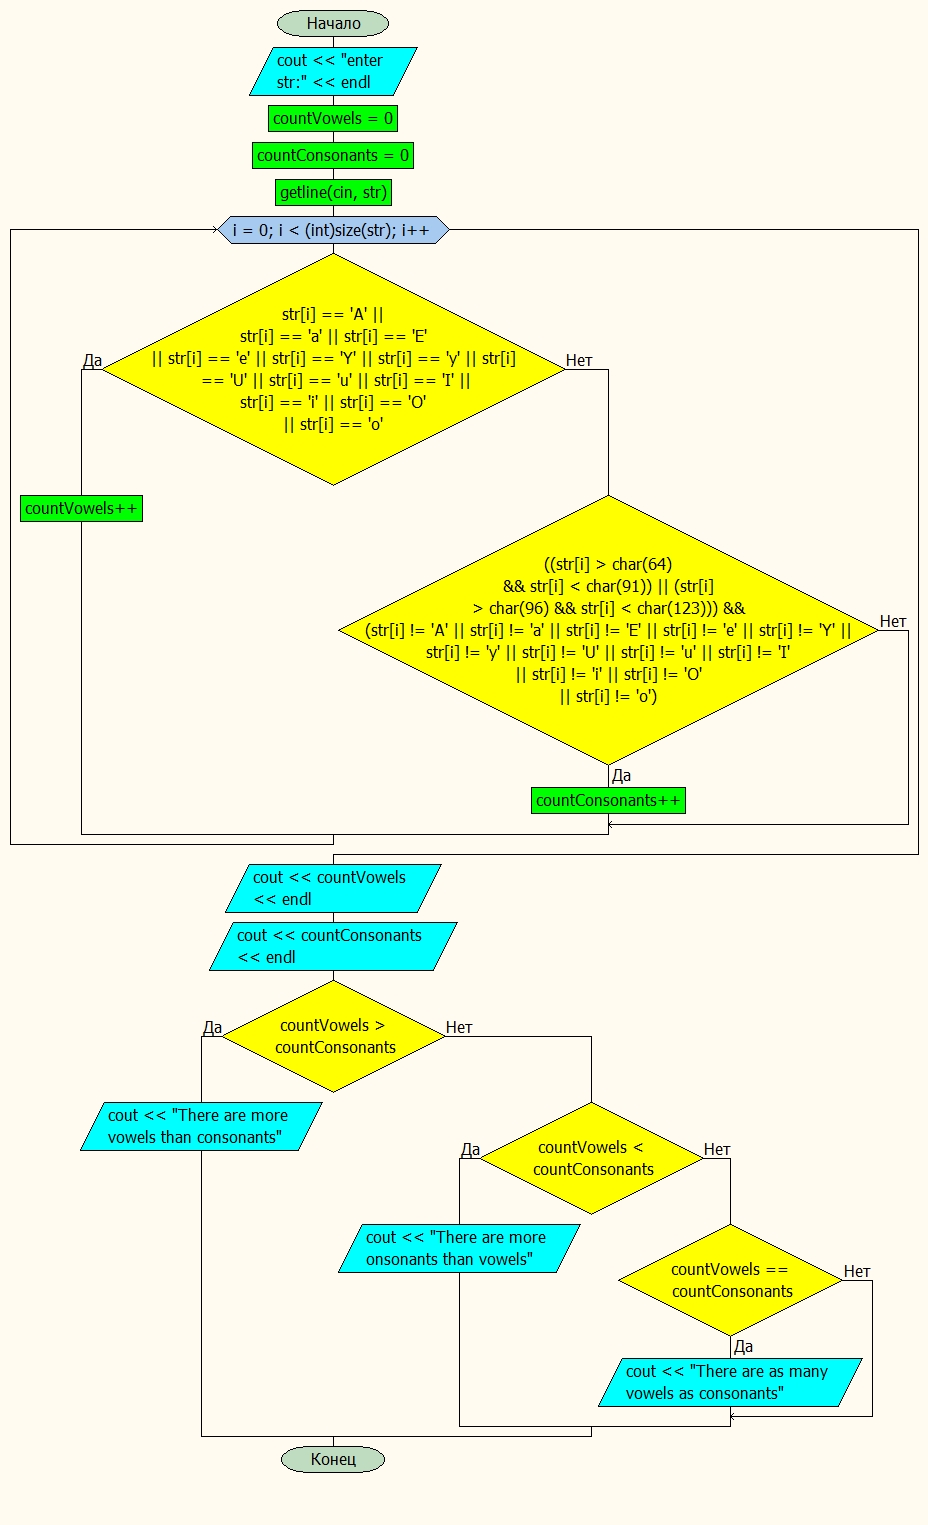 Начало
cout << "enter
str:" << endl
countVowels = 0
countConsonants = 0
getline(cin, str)
i = 0; i < (int)size(str); i++
str[i] == 'A' ||
str[i] == 'a' || str[i] == 'E'
|| str[i] == 'e' || str[i] == 'Y' || str[i] == 'y' || str[i]
== 'U' || str[i] == 'u' || str[i] == 'I' ||
str[i] == 'i' || str[i] == 'O'
|| str[i] == 'o'
Да
Нет
countVowels++
((str[i] > char(64)
&& str[i] < char(91)) || (str[i]
> char(96) && str[i] < char(123))) &&
(str[i] != 'A' || str[i] != 'a' || str[i] != 'E' || str[i] != 'e' || str[i] != 'Y' ||
str[i] != 'y' || str[i] != 'U' || str[i] != 'u' || str[i] != 'I'
|| str[i] != 'i' || str[i] != 'O'
|| str[i] != 'o')
Нет
Да
countConsonants++
cout << countVowels
<< endl
cout << countConsonants
<< endl
countVowels >
countConsonants
Да
Нет
cout << "There are more
vowels than consonants"
countVowels <
countConsonants
Да
Нет
cout << "There are more
onsonants than vowels"
countVowels ==
countConsonants
Нет
Да
cout << "There are as many
vowels as consonants"
Конец